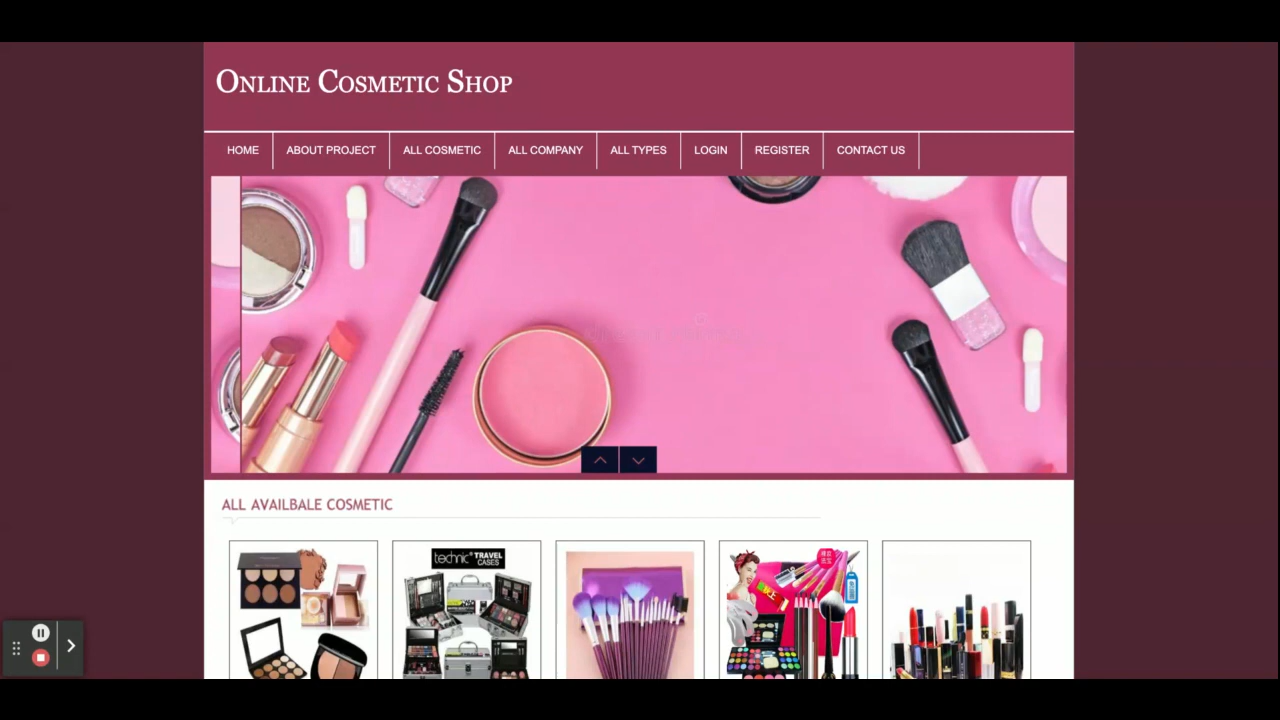 Online Cosmetic Shop
HOME ABOUT PROJECT ALL COSMETIC ALL COMPANY ALL TYPES LOGIN REGISTER CONTACT US
ALL AVAILBALE COSMETIC
technic TRAVEL
CASES